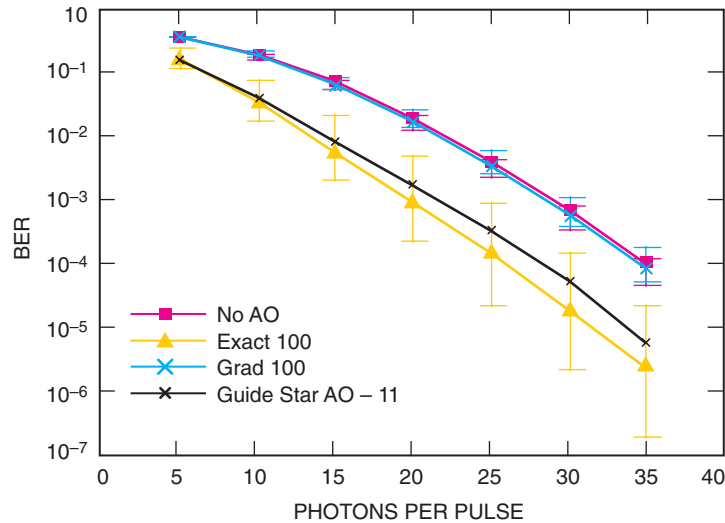 10
10⁻¹
10⁻²
10⁻³
10⁻⁴
10⁻⁵
10⁻⁶
10⁻⁷
BER
No AO
Exact 100
Grad 100
Guide Star AO – 11
0 5 10 15 20 25 30 35 40
PHOTONS PER PULSE